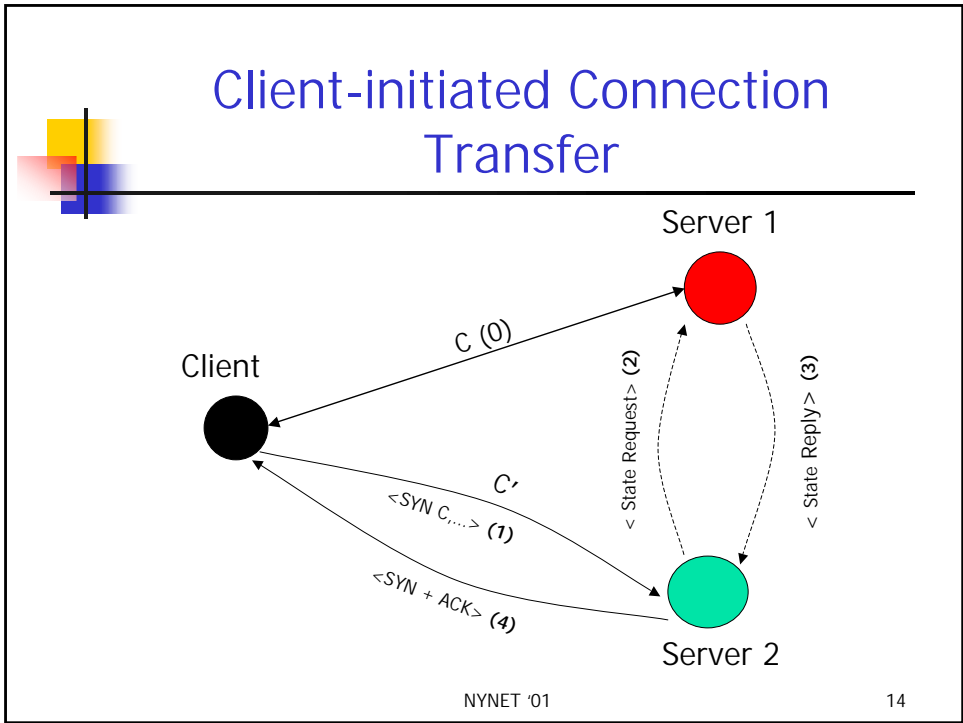 Client-initiated Connection
Transfer
Server 1
C (0)
Client
< State Request> (2)
< State Reply> (3)
C′
<SYN C,...> (1)
<SYN + ACK> (4)
Server 2
NYNET '01
14